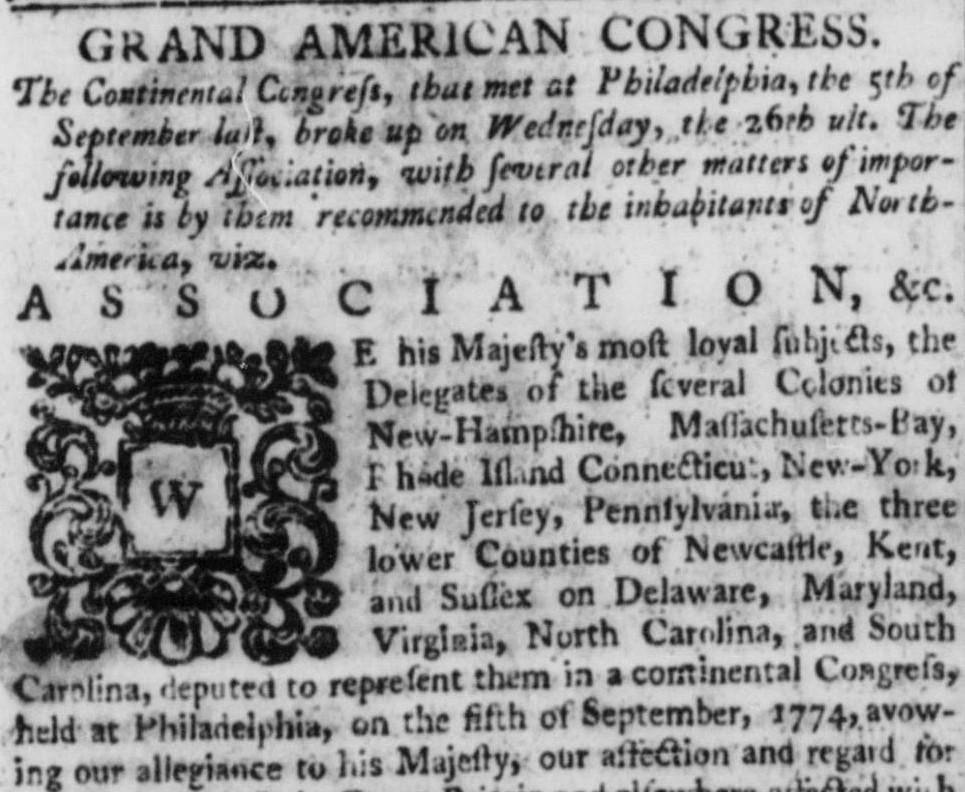 GRAND AMERICAN CONGRESS.
The Continental Congreſs, that met at Philadelphia, the 5th of
September laſt, broke up on Wedneſday, the 26th ult. The
following Aſſociation, with ſeveral other matters of impor-
tance is by them recommended to the inhabitants of North-
America, viz.
ASSOCIATION, &c.
WE his Majeſty's moſt loyal ſubjects, the
Delegates of the ſeveral Colonies of
New-Hampſhire, Maſſachuſetts-Bay,
Rhode Iſland Connecticut, New-York,
New Jerſey, Pennſylvania, the three
lower Counties of Newcaſtle, Kent,
and Suſſex on Delaware, Maryland,
Virginia, North Carolina, and South
Carolina, deputed to repreſent them in a continental Congreſs,
held at Philadelphia, on the fifth of September, 1774, avow-
ing our allegiance to his Majeſty, our affection and regard for